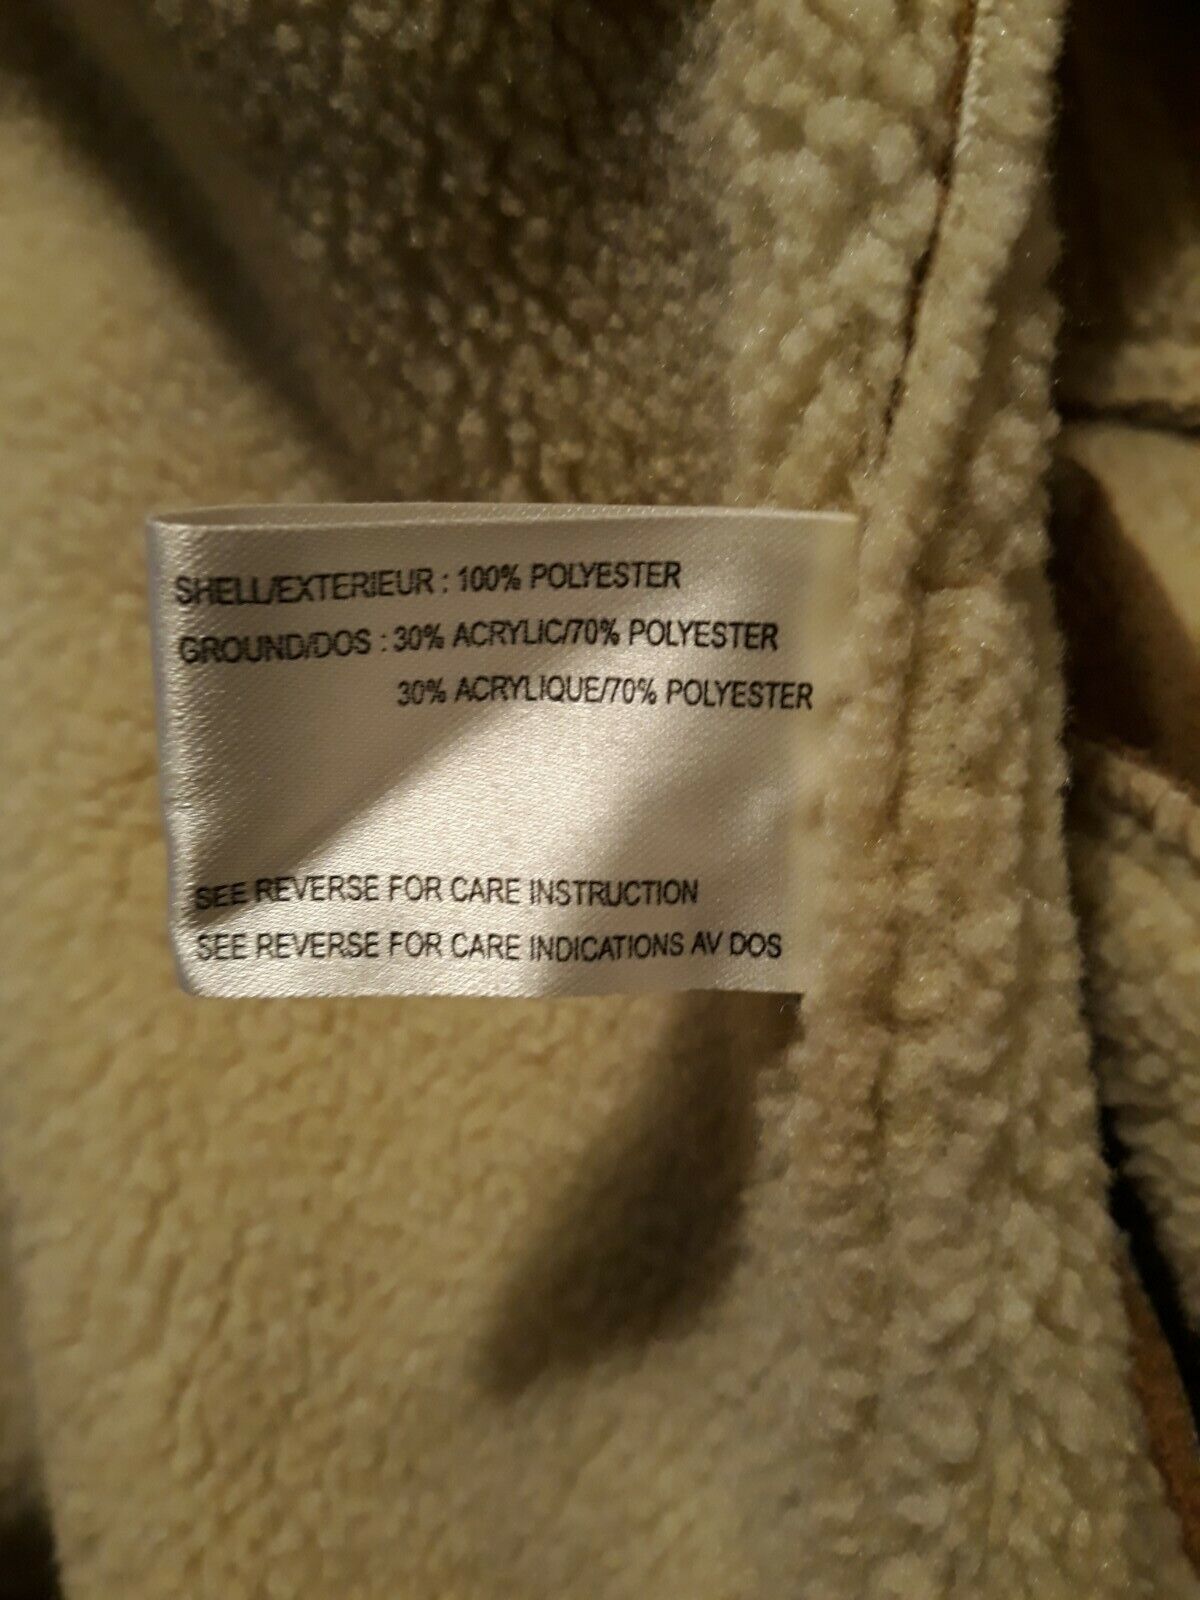 SHELL/EXTERIEUR : 100% POLYESTER
GROUND/DOS : 30% ACRYLIC/70% POLYESTER
30% ACRYLIQUE/70% POLYESTER
SEE REVERSE FOR CARE INSTRUCTION
SEE REVERSE FOR CARE INDICATIONS AV DOS